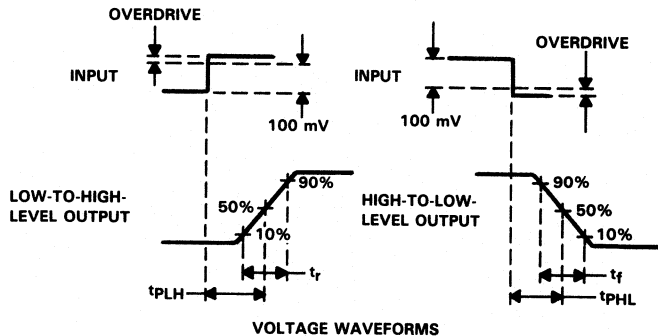 OVERDRIVE
INPUT
100 mV
LOW-TO-HIGH-
LEVEL OUTPUT
90%
50%
10%
tr
tPLH
OVERDRIVE
INPUT
100 mV
HIGH-TO-LOW-
LEVEL OUTPUT
90%
50%
10%
tf
tPHL
VOLTAGE WAVEFORMS